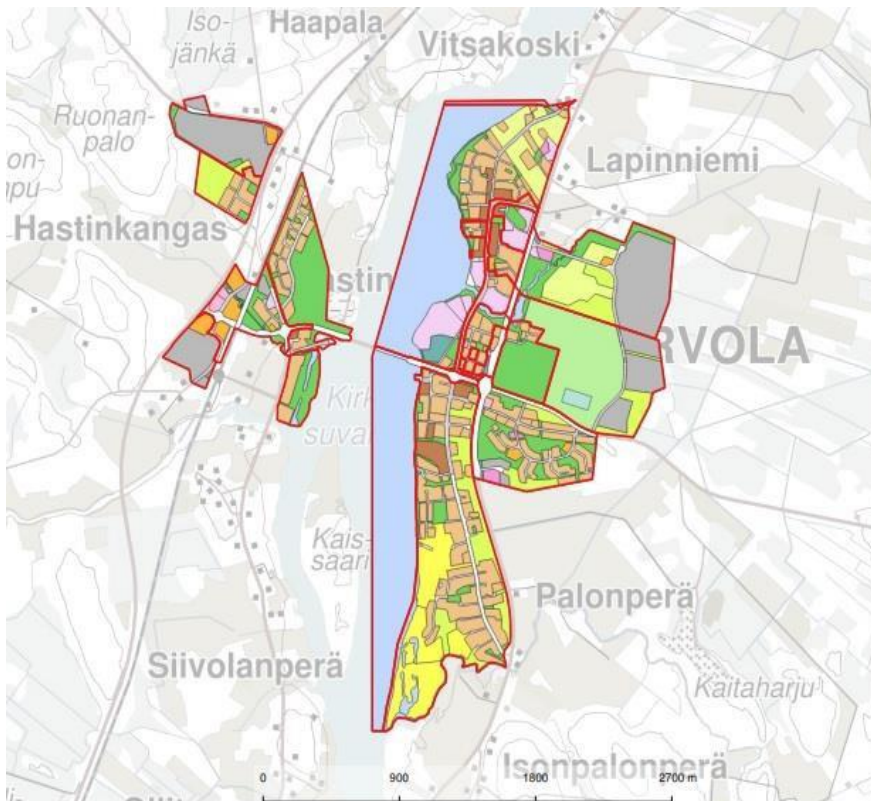 Haapala
Iso-
jänkä
Vitsakoski
Ruonan-
palo
Lapinniemi
Hastinkangas
astin
RVOLA
Kirk
suva
Kais-
saari
Palonperä
Siivolanperä
Kaitaharju
Isonpalonperä
0 900 1800 2700 m